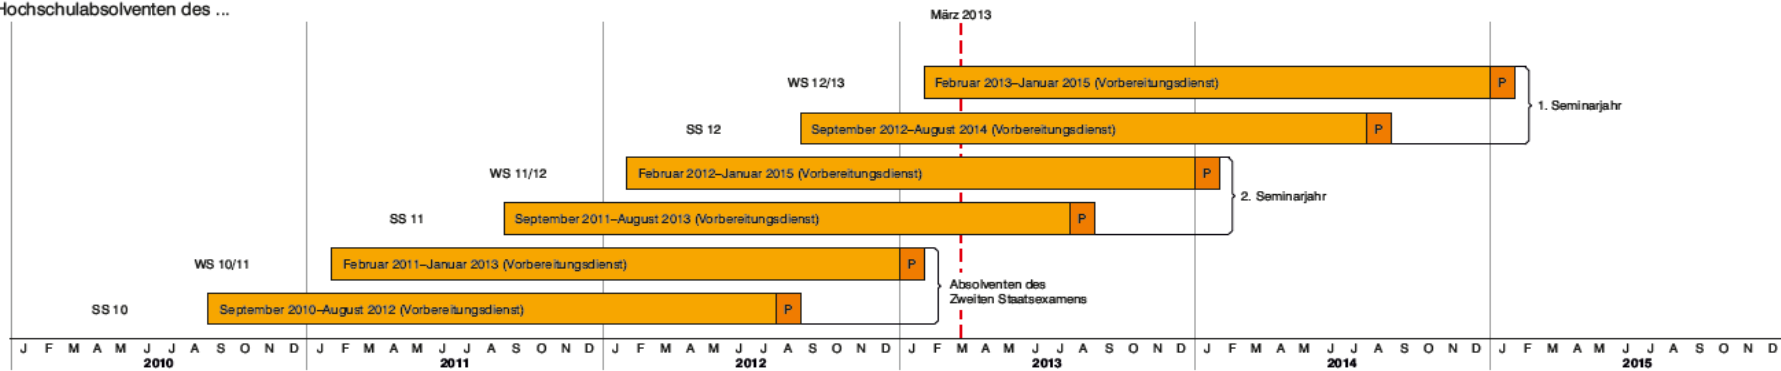 Hochschulabsolventen des ...
März 2013
WS 12/13
Februar 2013–Januar 2015 (Vorbereitungsdienst)
P
1. Seminarjahr
SS 12
September 2012–August 2014 (Vorbereitungsdienst)
P
WS 11/12
Februar 2012–Januar 2015 (Vorbereitungsdienst)
P
2. Seminarjahr
SS 11
September 2011–August 2013 (Vorbereitungsdienst)
P
WS 10/11
Februar 2011–Januar 2013 (Vorbereitungsdienst)
P
Absolventen des
Zweiten Staatsexamens
SS 10
September 2010–August 2012 (Vorbereitungsdienst)
P
J F M A M J J A S O N D J F M A M J J A S O N D J F M A M J J A S O N D J F M A M J J A S O N D J F M A M J J A S O N D J F M A M J J A S O N D
2010 2011 2012 2013 2014 2015